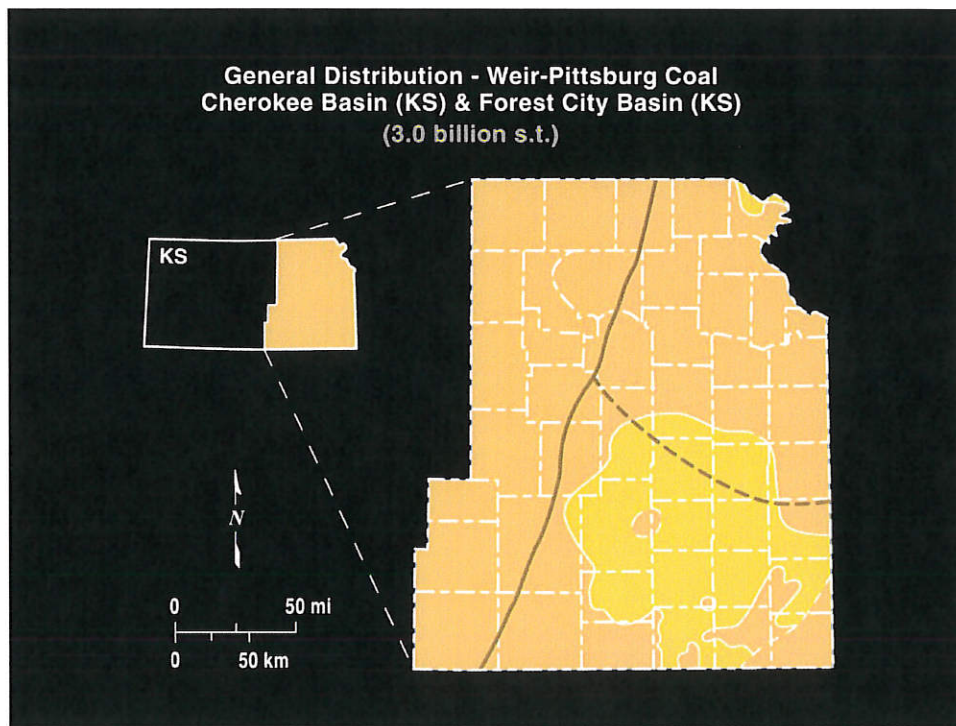 General Distribution - Weir-Pittsburg Coal
Cherokee Basin (KS) & Forest City Basin (KS)
(3.0 billion s.t.)
KS
N
0 50 mi
0 50 km